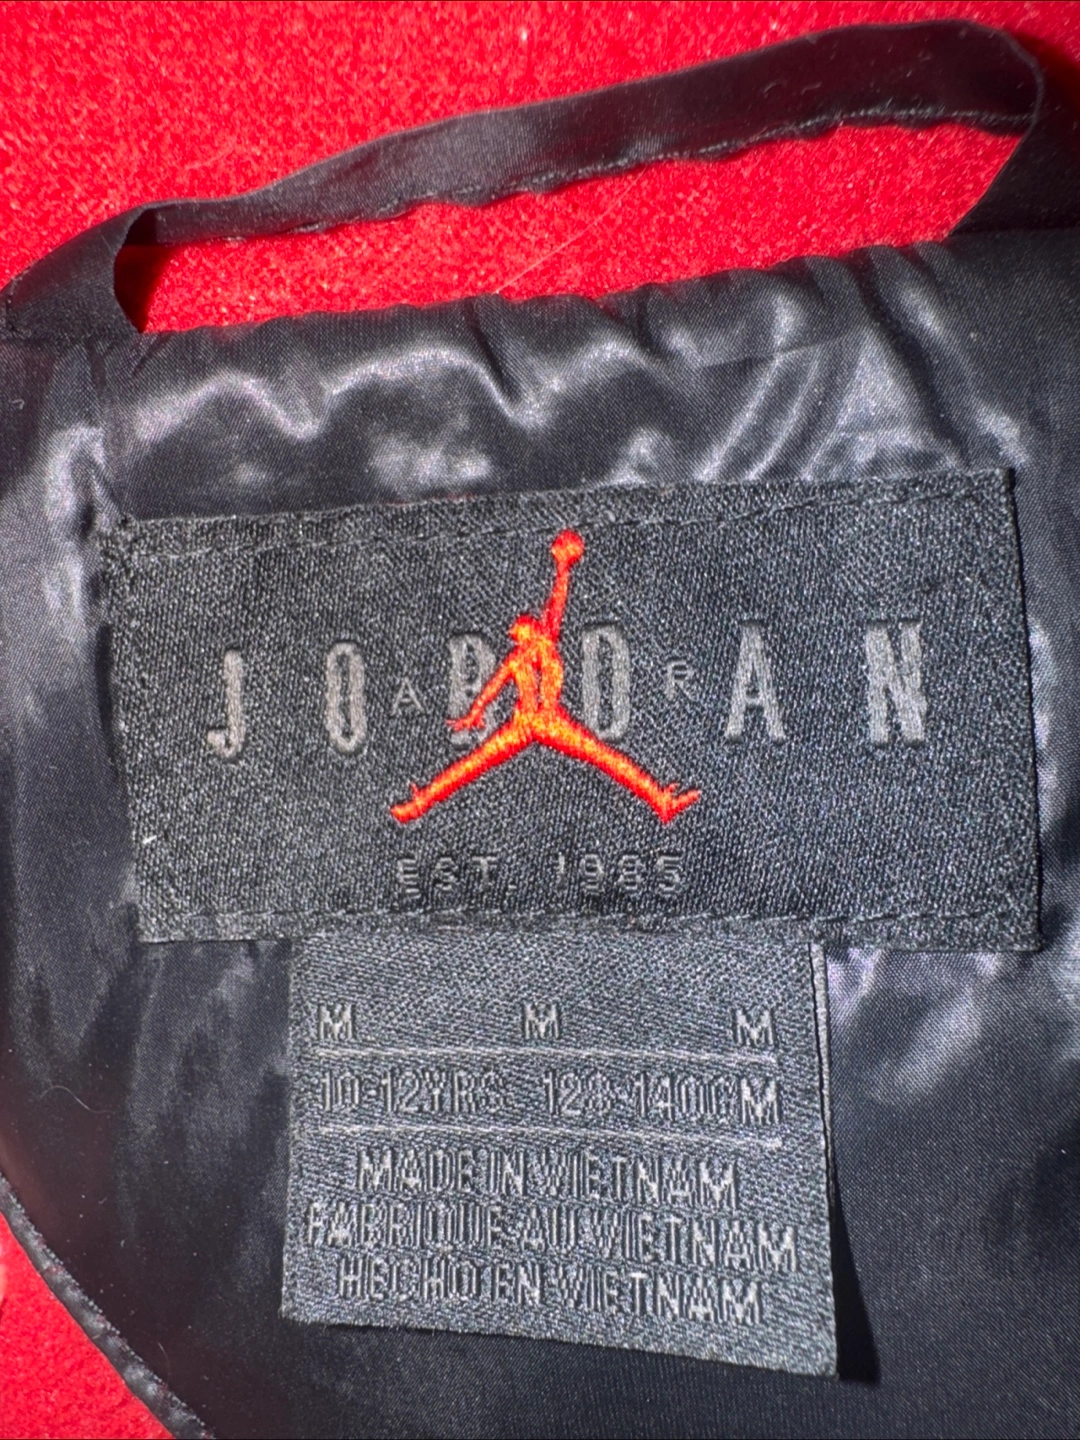 JORDAN
AIR
EST. 1985
M M M
10-12YRS 128-140CM
MADE IN VIETNAM
FABRIQUE AU VIETNAM
HECHO EN VIETNAM